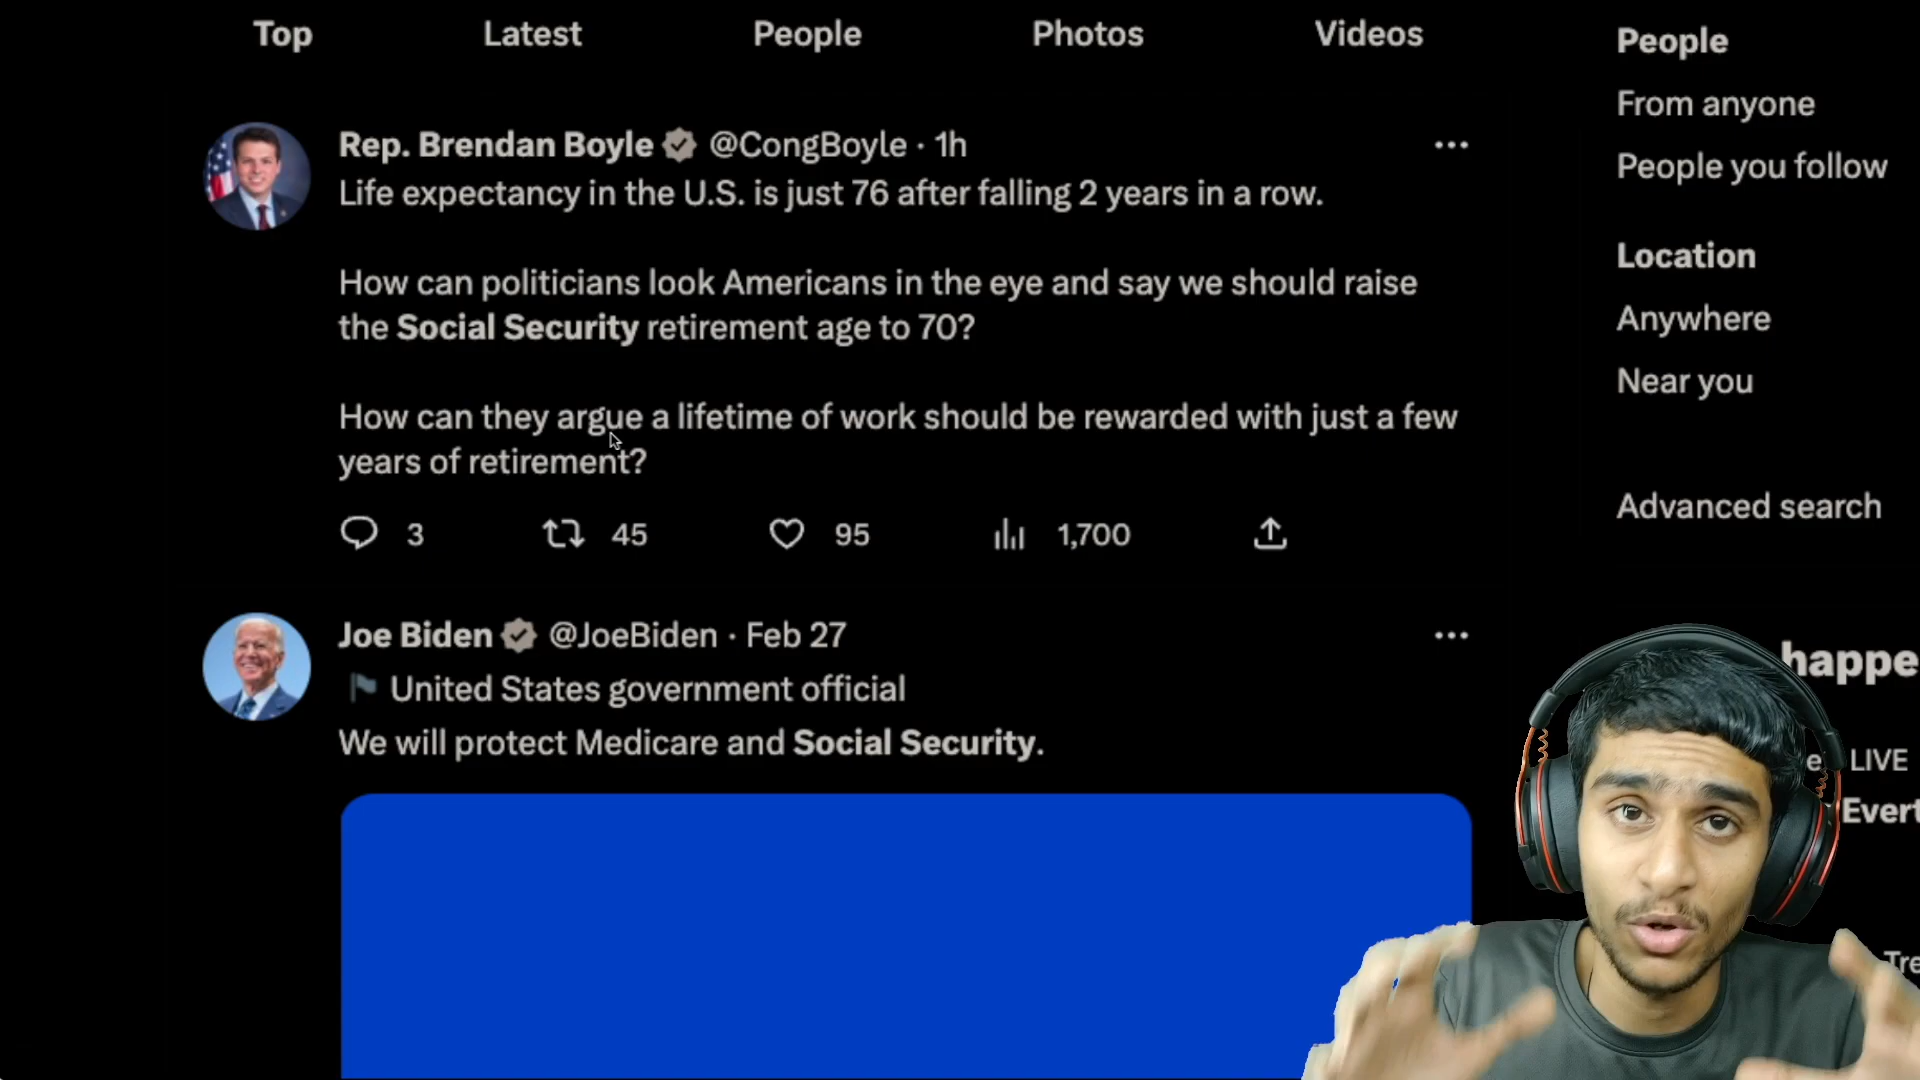 Top Latest People Photos Videos
Rep. Brendan Boyle @CongBoyle · 1h
Life expectancy in the U.S. is just 76 after falling 2 years in a row.
How can politicians look Americans in the eye and say we should raise
the Social Security retirement age to 70?
How can they argue a lifetime of work should be rewarded with just a few
years of retirement?
3 45 95 1,700
Joe Biden @JoeBiden · Feb 27
United States government official
We will protect Medicare and Social Security.
People
From anyone
People you follow
Location
Anywhere
Near you
Advanced search
happe
LIVE
Evert
Tre